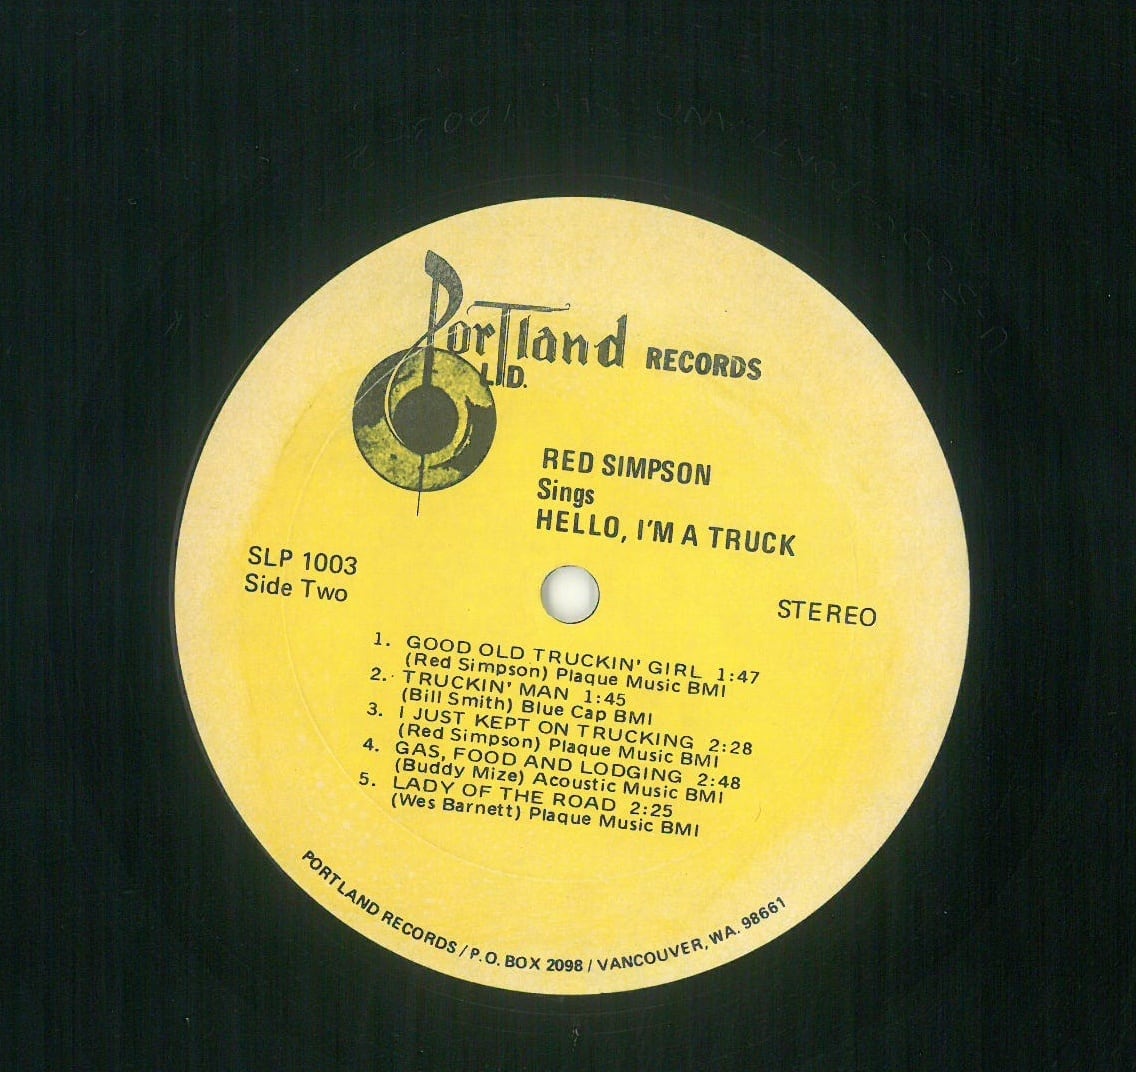 Portland RECORDS
LTD.
RED SIMPSON
Sings
HELLO, I'M A TRUCK
SLP 1003
Side Two
STEREO
1. GOOD OLD TRUCKIN' GIRL 1:47
(Red Simpson) Plaque Music BMI
2. TRUCKIN' MAN 1:45
(Bill Smith) Blue Cap BMI
3. I JUST KEPT ON TRUCKING 2:28
(Red Simpson) Plaque Music BMI
4. GAS, FOOD AND LODGING 2:48
(Buddy Mize) Acoustic Music BMI
5. LADY OF THE ROAD 2:25
(Wes Barnett) Plaque Music BMI
PORTLAND RECORDS / P.O. BOX 2098 / VANCOUVER, WA. 98661